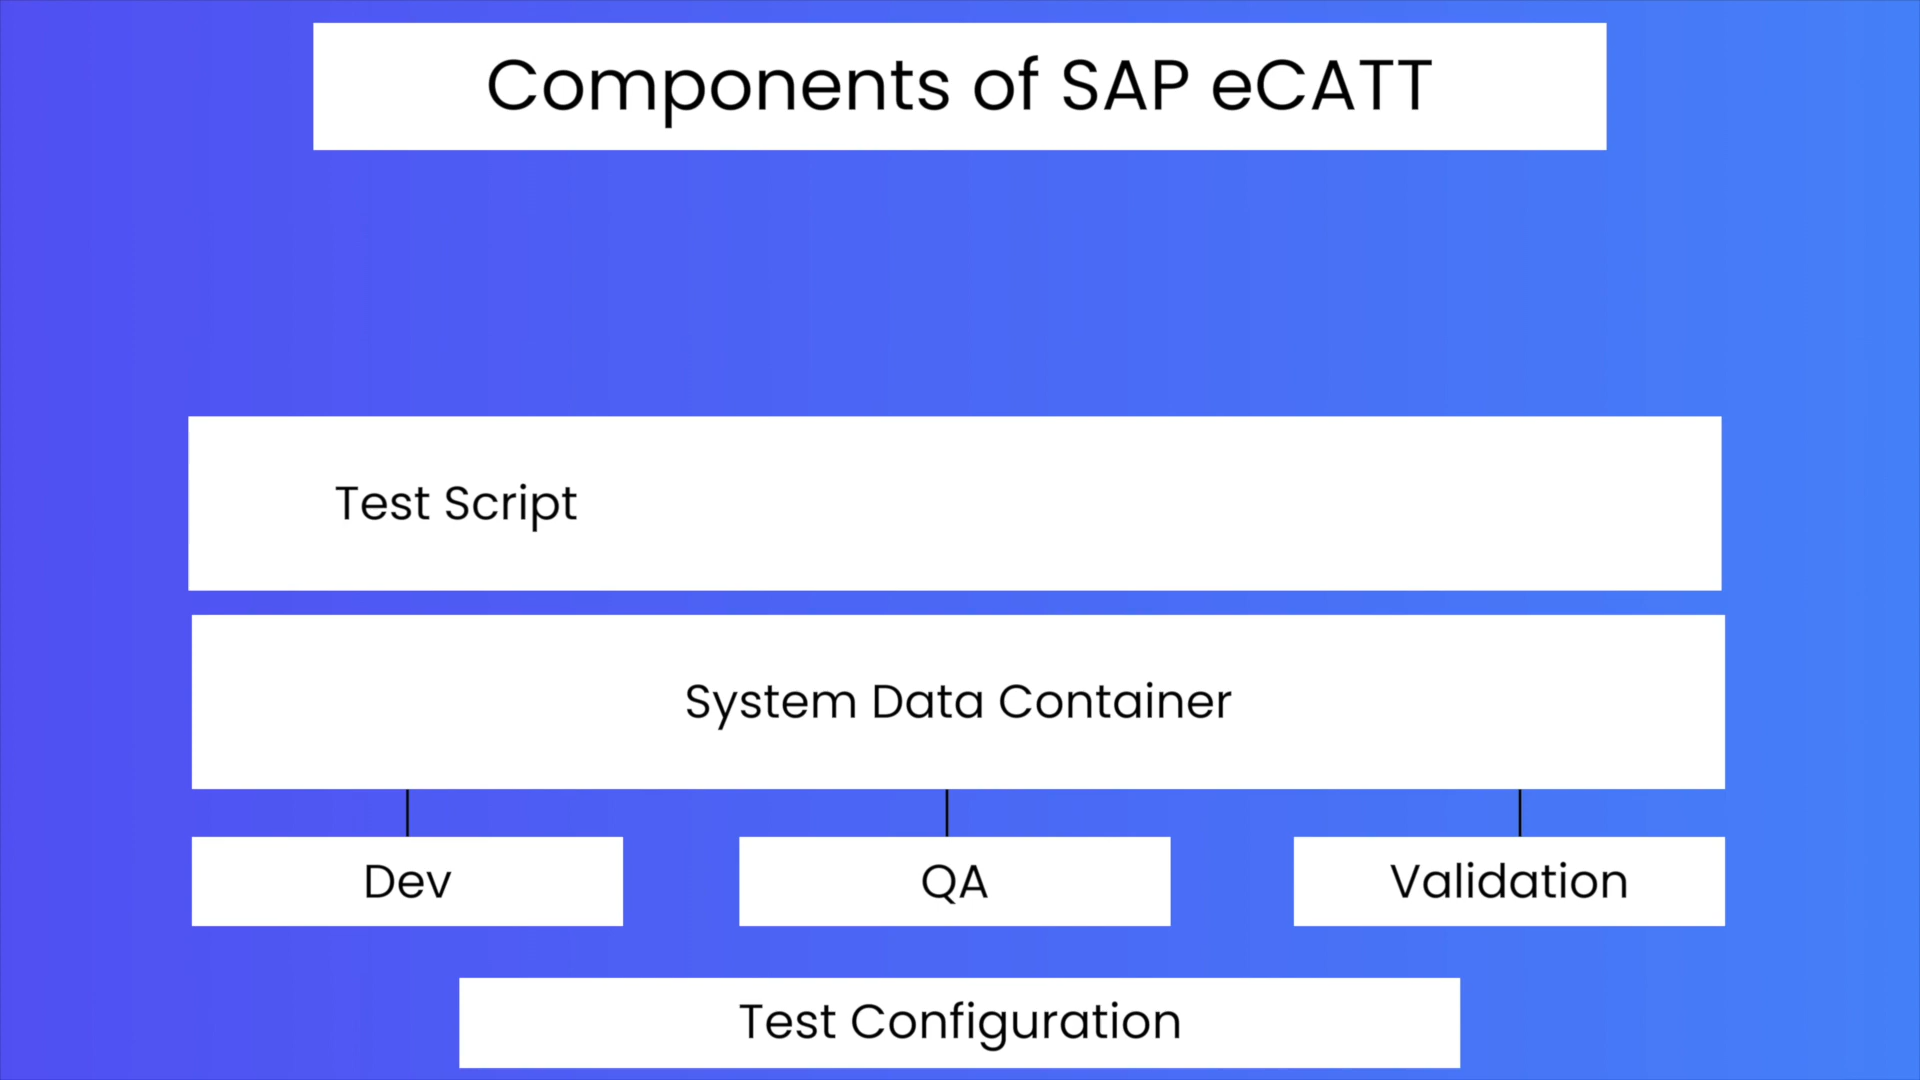 Components of SAP eCATT
Test Script
System Data Container
Dev
QA
Validation
Test Configuration